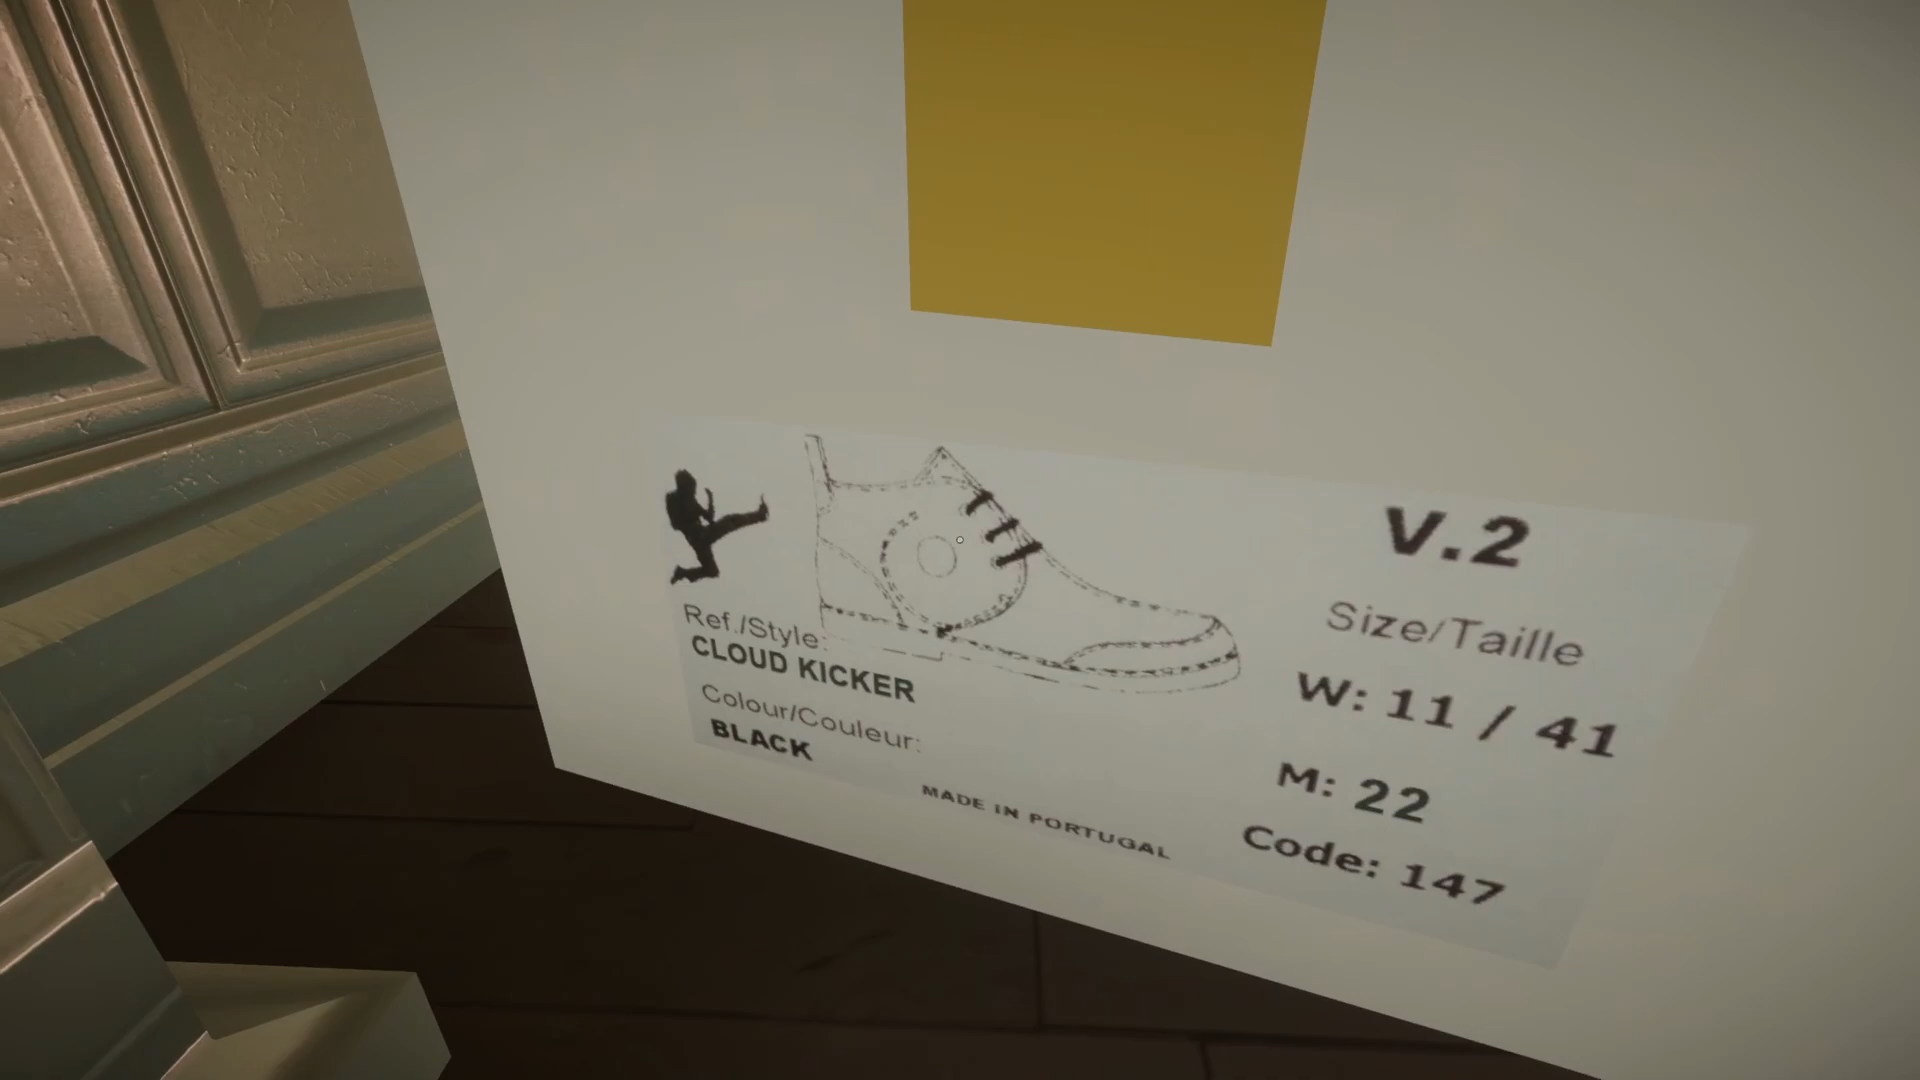 V.2
Size/Taille
W: 11 / 41
M: 22
Code: 147
Ref./Style:
CLOUD KICKER
Colour/Couleur:
BLACK
MADE IN PORTUGAL